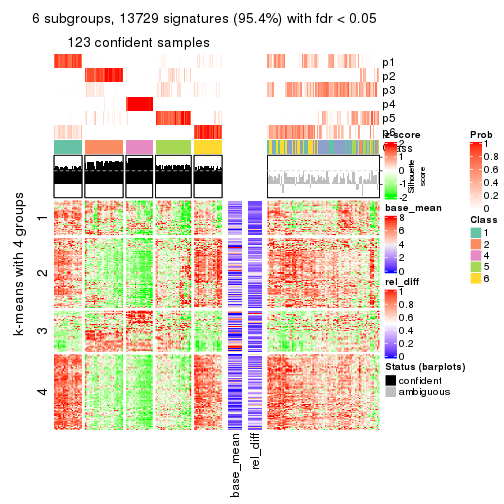 6 subgroups, 13729 signatures (95.4%) with fdr < 0.05
123 confident samples
p1
p2
p3
p4
p5
p6
Class
z score
2
1
0
-1
-2
Silhouette
score
Prob
1
0.8
0.6
0.4
0.2
0
Class
1
2
4
5
6
base_mean
8
6
4
2
0
rel_diff
1
0.8
0.6
0.4
0.2
0
Status (barplots)
confident
ambiguous
k-means with 4 groups
1
2
3
4
base_mean
rel_diff